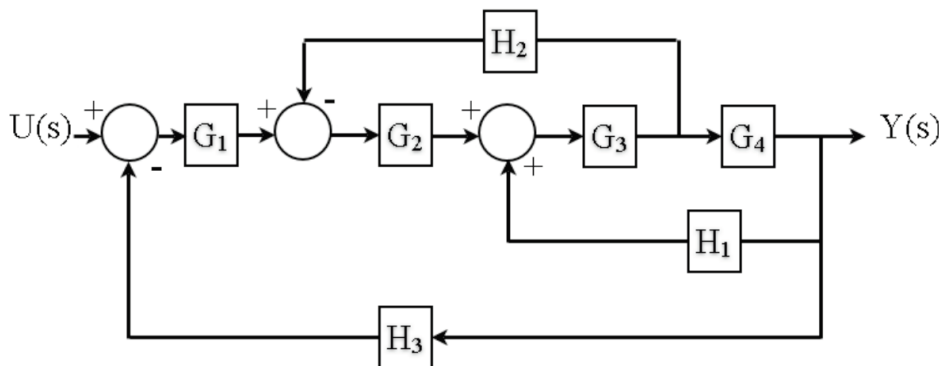 H₂
+ + - +
U(s) G₁ G₂ G₃ G₄ Y(s)
- +
H₁
H₃